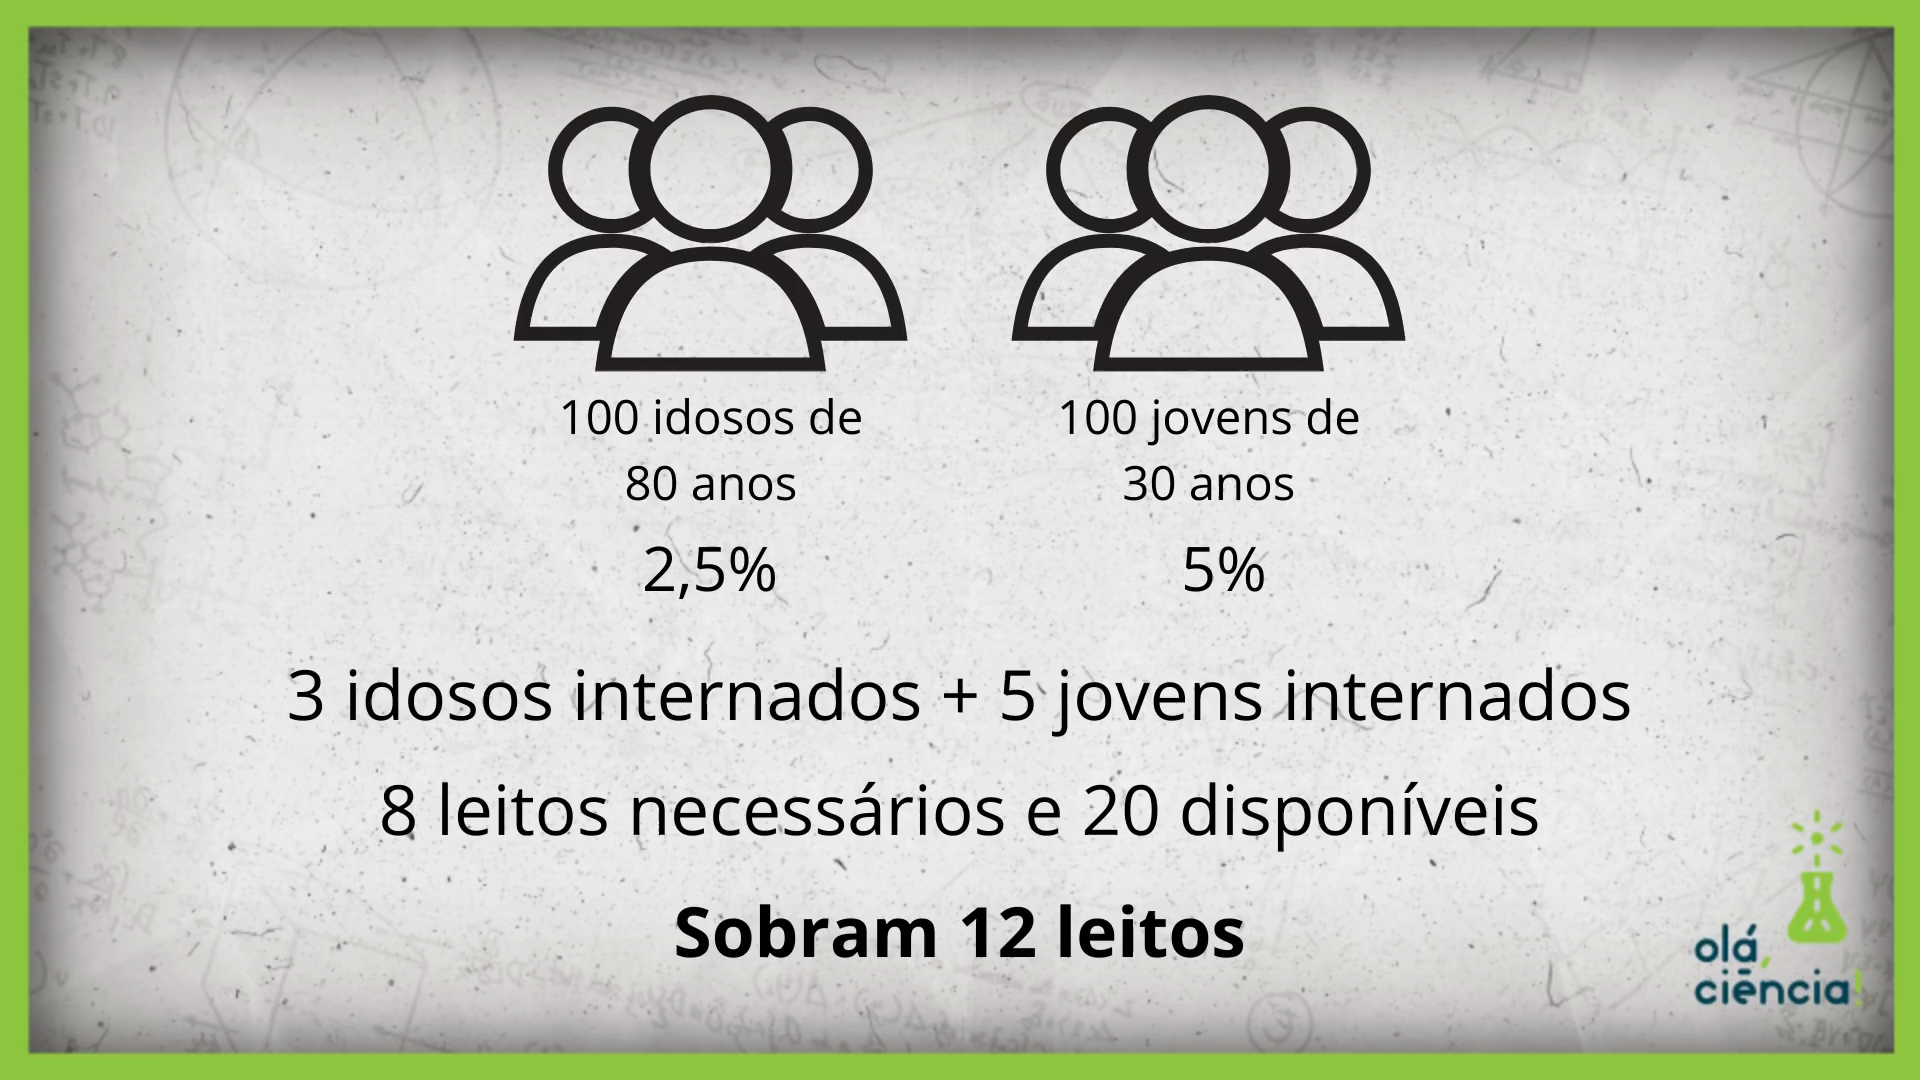 100 idosos de
80 anos
100 jovens de
30 anos
2,5%
5%
3 idosos internados + 5 jovens internados
8 leitos necessários e 20 disponíveis
Sobram 12 leitos
olá,
ciência!